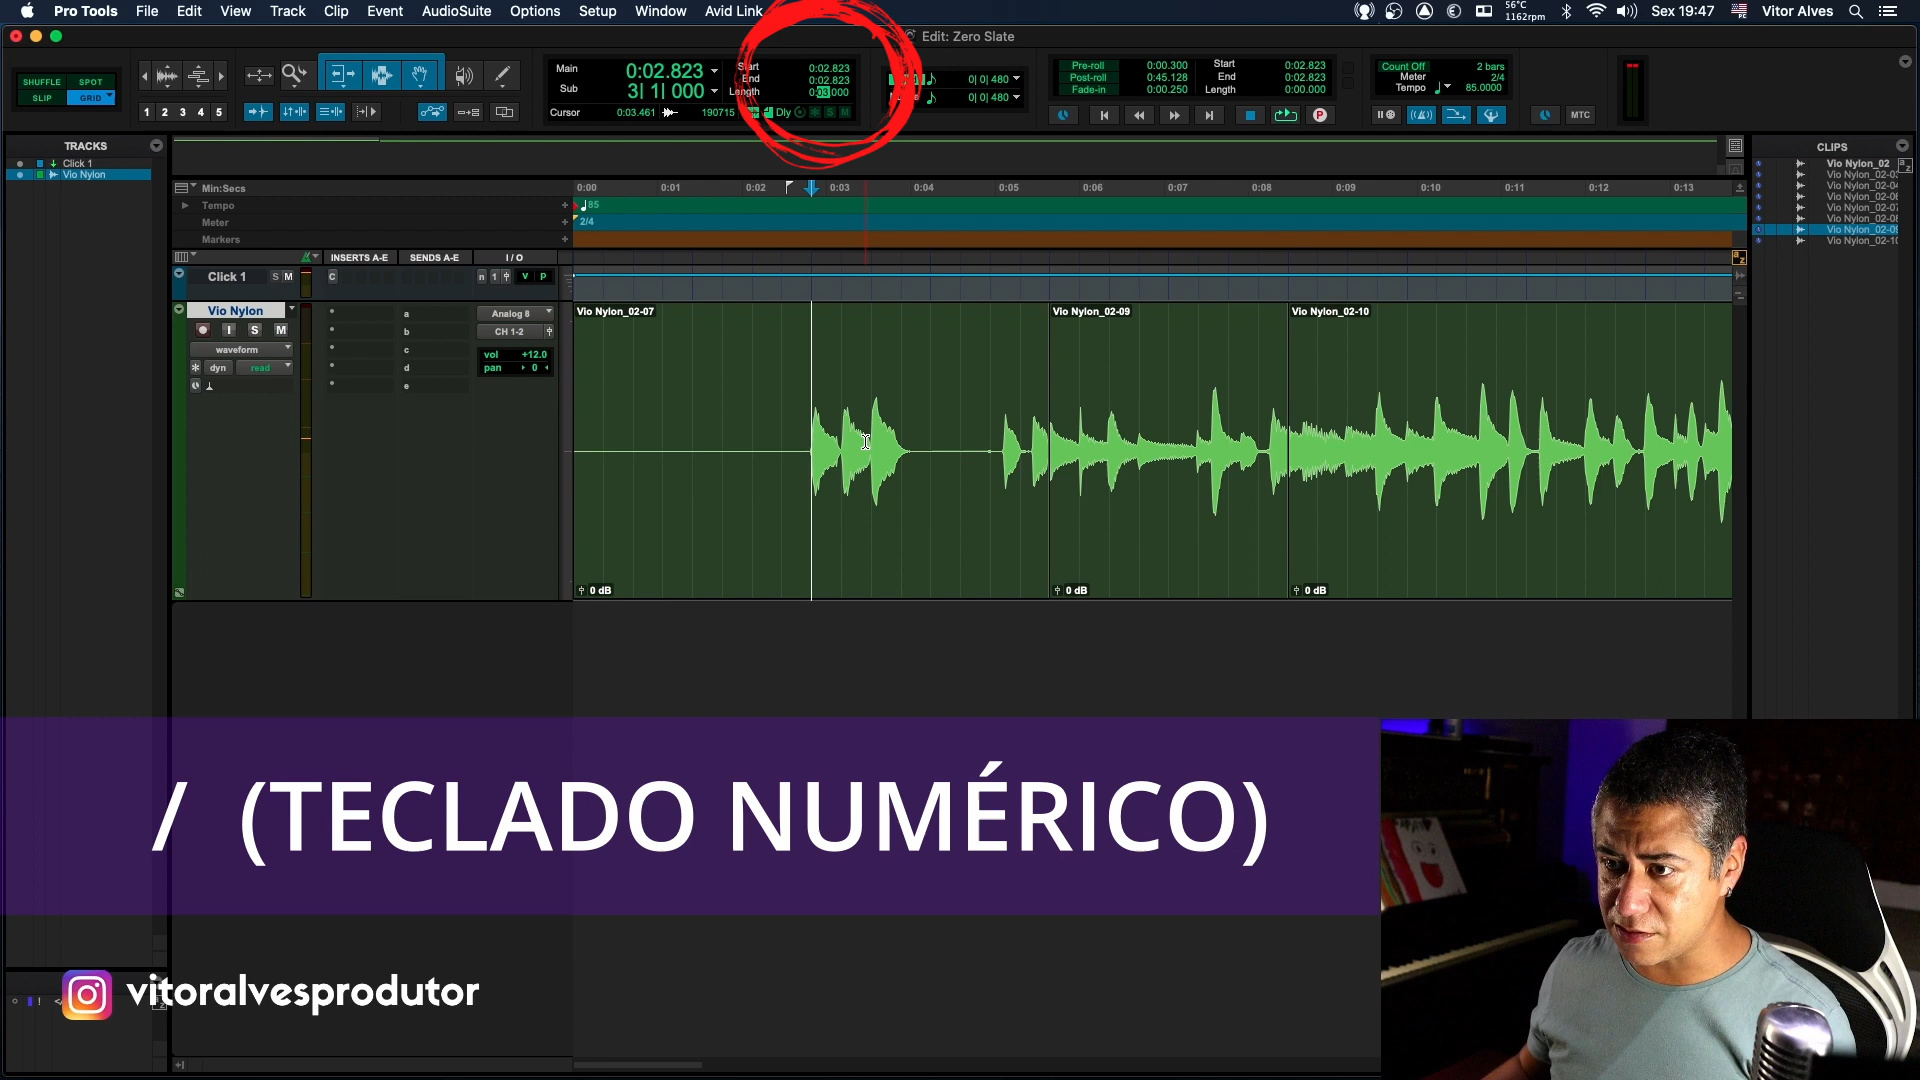 Pro Tools File Edit View Track Clip Event AudioSuite Options Setup Window Avid Link
56°C
1162rpm
Sex 19:47 Vitor Alves
Edit: Zero Slate
SHUFFLE SPOT
SLIP GRID
1 2 3 4 5
Main 0:02.823
Sub 3| 1| 000
Cursor 0:03.461 190715 Dly S M
Start 0:02.823
End 0:02.823
Length 0:03.000
0| 0| 480
0| 0| 480
Pre-roll 0:00.300
Post-roll 0:45.128
Fade-in 0:00.250
Start 0:02.823
End 0:02.823
Length 0:00.000
Count Off 2 bars
Meter 2/4
Tempo 85.0000
MTC
TRACKS
Click 1
Vio Nylon
CLIPS
Vio Nylon_02
Vio Nylon_02-04
Vio Nylon_02-06
Vio Nylon_02-07
Vio Nylon_02-08
Vio Nylon_02-09
Vio Nylon_02-10
Min:Secs 0:00 0:01 0:02 0:03 0:04 0:05 0:06 0:07 0:08 0:09 0:10 0:11 0:12 0:13
Tempo 85
Meter 2/4
Markers
INSERTS A-E SENDS A-E I / O
Click 1 S M C n 1 v p
Vio Nylon
I S M
waveform
dyn read
a
b
c
d
e
Analog 8
CH 1-2
vol +12.0
pan 0
Vio Nylon_02-07 Vio Nylon_02-09 Vio Nylon_02-10
0 dB 0 dB 0 dB
/ (TECLADO NUMÉRICO)
vitoralvesprodutor